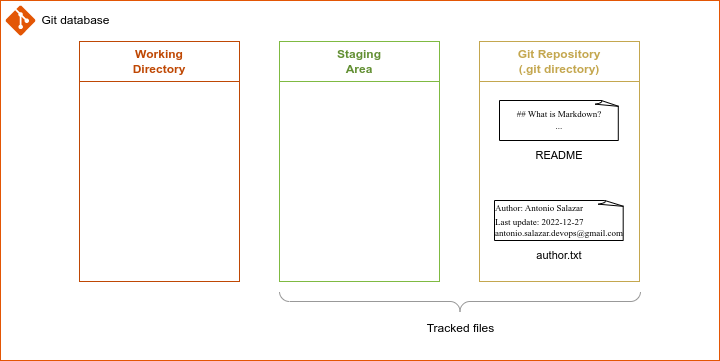 Git database
Working
Directory
Staging
Area
Git Repository
(.git directory)
## What is Markdown?
...
README
Author: Antonio Salazar
Last update: 2022-12-27
antonio.salazar.devops@gmail.com
author.txt
Tracked files